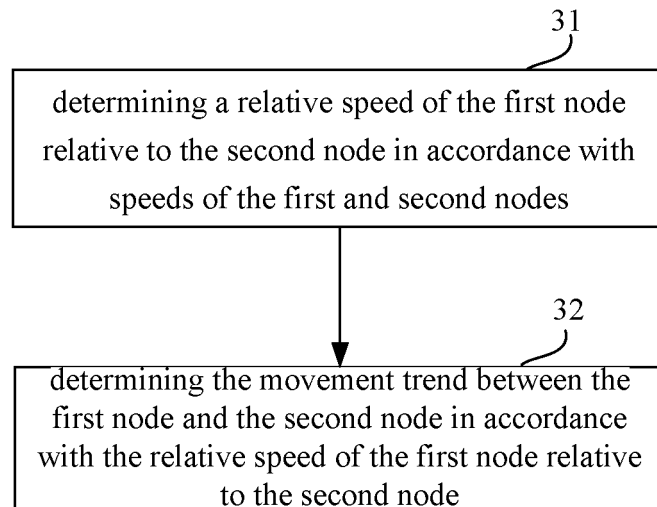 31
determining a relative speed of the first node
relative to the second node in accordance with
speeds of the first and second nodes
32
determining the movement trend between the
first node and the second node in accordance
with the relative speed of the first node relative
to the second node